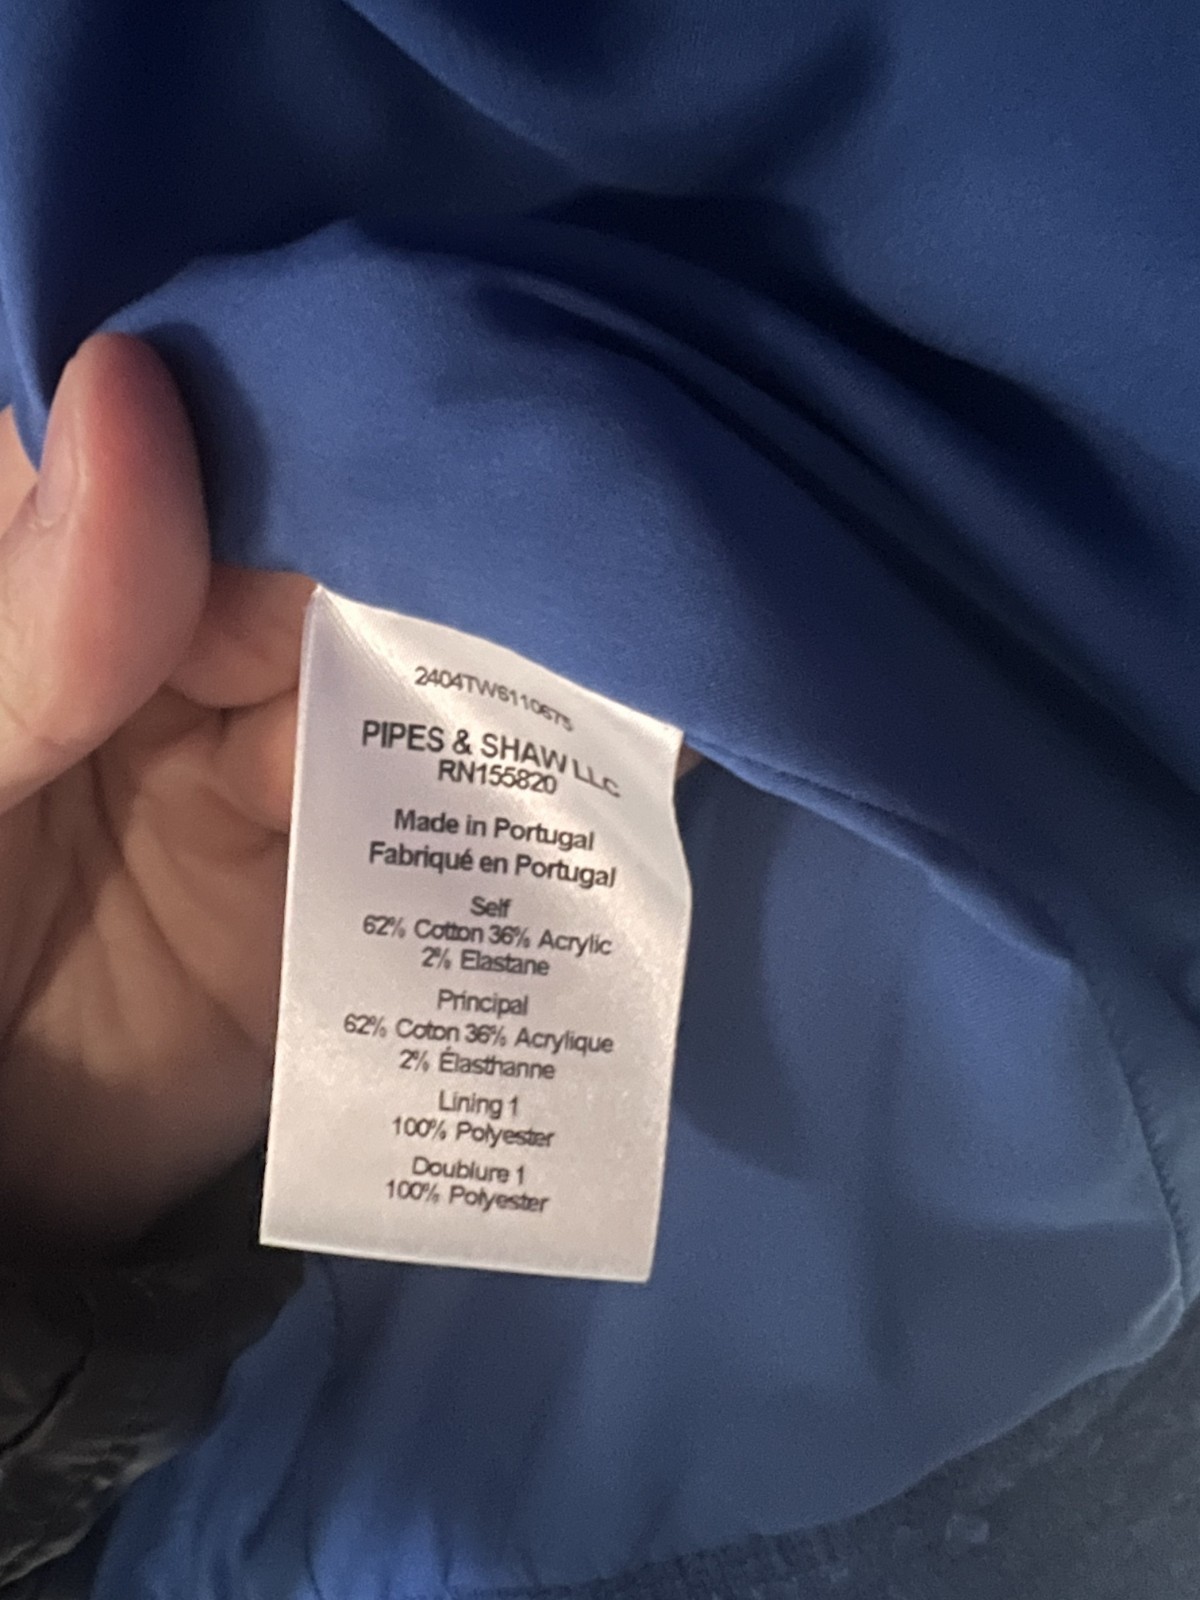 2404TW6110675
PIPES & SHAW LLC
RN155820
Made in Portugal
Fabriqué en Portugal
Self
62% Cotton 36% Acrylic
2% Elastane
Principal
62% Coton 36% Acrylique
2% Élasthanne
Lining 1
100% Polyester
Doublure 1
100% Polyester